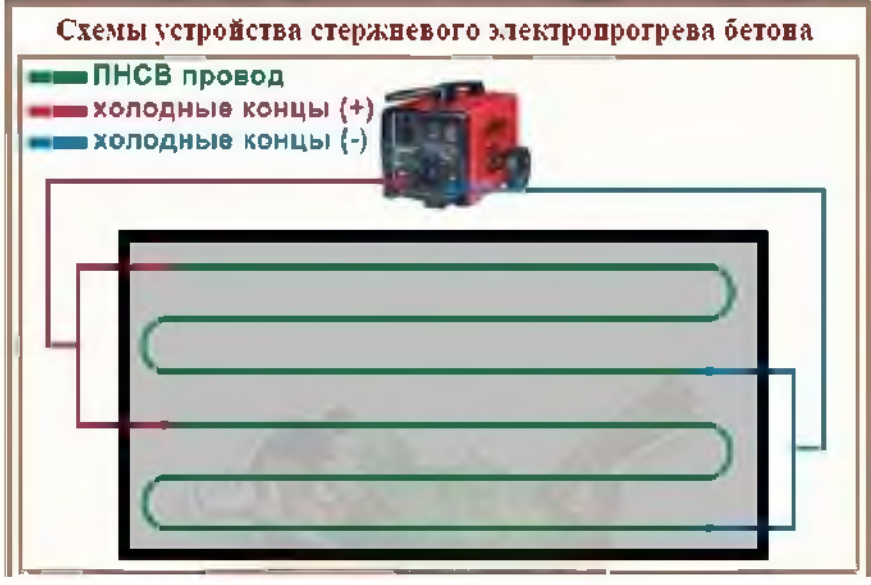 Схемы устройства стержневого электропрогрева бетона
ПНСВ провод
холодные концы (+)
холодные концы (-)